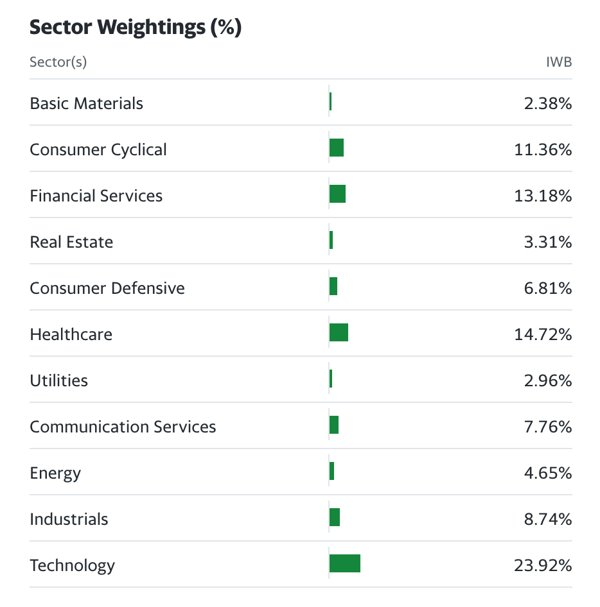 Sector Weightings (%)
Sector(s) IWB
Basic Materials 2.38%
Consumer Cyclical 11.36%
Financial Services 13.18%
Real Estate 3.31%
Consumer Defensive 6.81%
Healthcare 14.72%
Utilities 2.96%
Communication Services 7.76%
Energy 4.65%
Industrials 8.74%
Technology 23.92%